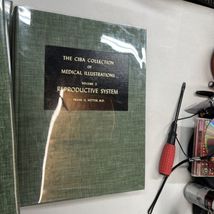 THE CIBA COLLECTION
OF
MEDICAL ILLUSTRATIONS
VOLUME 2
REPRODUCTIVE SYSTEM
FRANK H. NETTER, M.D.